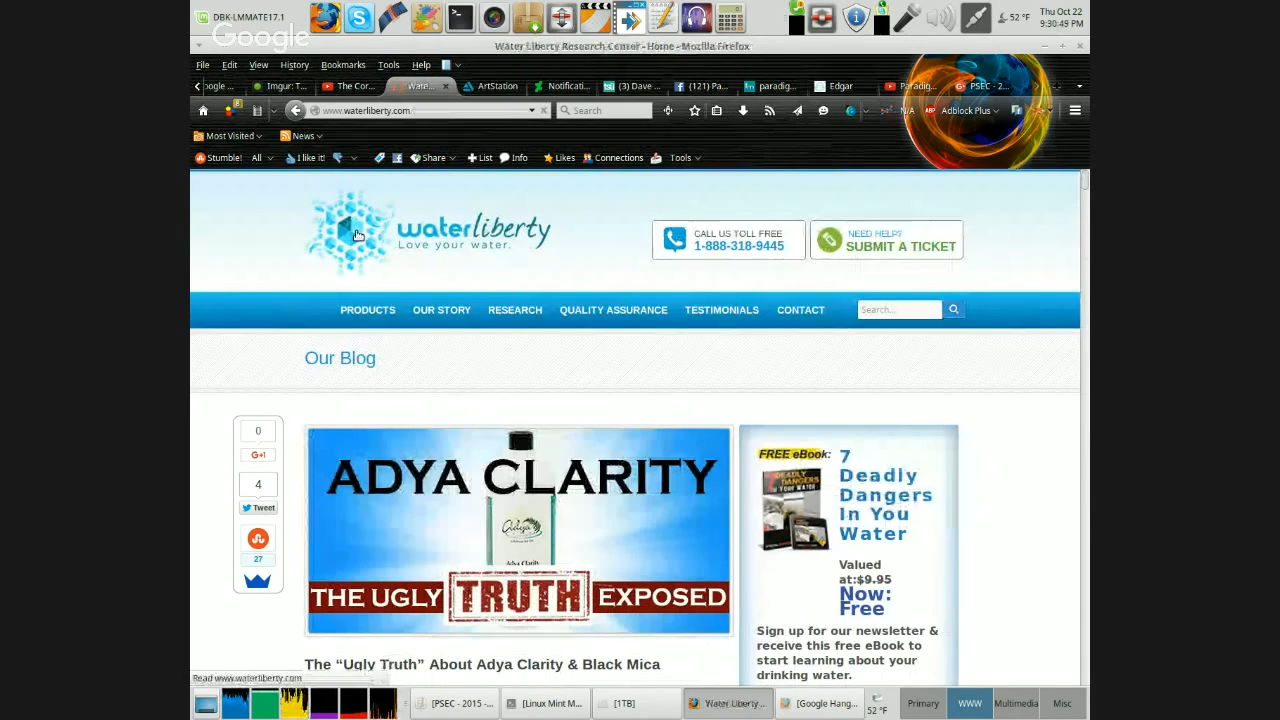 DBK-LMMATE17.1
Google
52 °F
Thu Oct 22
9:30:49 PM
Water Liberty Research Center - Home - Mozilla Firefox
File Edit View History Bookmarks Tools Help
Imgur: T...
The Cor...
Wate...
ArtStation
Notificati...
(3) Dave ...
(121) Pa...
paradig...
Edgar
Paradig...
PSEC - 2...
8
www.waterliberty.com
Search
N/A
ABP
Adblock Plus
Most Visited
News
Stumble! All I like it! Share List Info Likes Connections Tools
waterliberty
Love your water.
CALL US TOLL FREE
1-888-318-9445
NEED HELP?
SUBMIT A TICKET
PRODUCTS OUR STORY RESEARCH QUALITY ASSURANCE TESTIMONIALS CONTACT
Search...
Our Blog
0
G+1
4
Tweet
27
ADYA CLARITY
Adya
Adya Clarity
THE UGLY TRUTH EXPOSED
FREE eBook:
7
Deadly
Dangers
In You
Water
Valued
at:$9.95
Now:
Free
Sign up for our newsletter &
receive this free eBook to
start learning about your
drinking water.
The “Ugly Truth” About Adya Clarity & Black Mica
Read www.waterliberty.com
[PSEC - 2015 -...
[Linux Mint M...
[1TB]
Water Liberty ...
[Google Hang...
52 °F
Primary
WWW
Multimedia
Misc